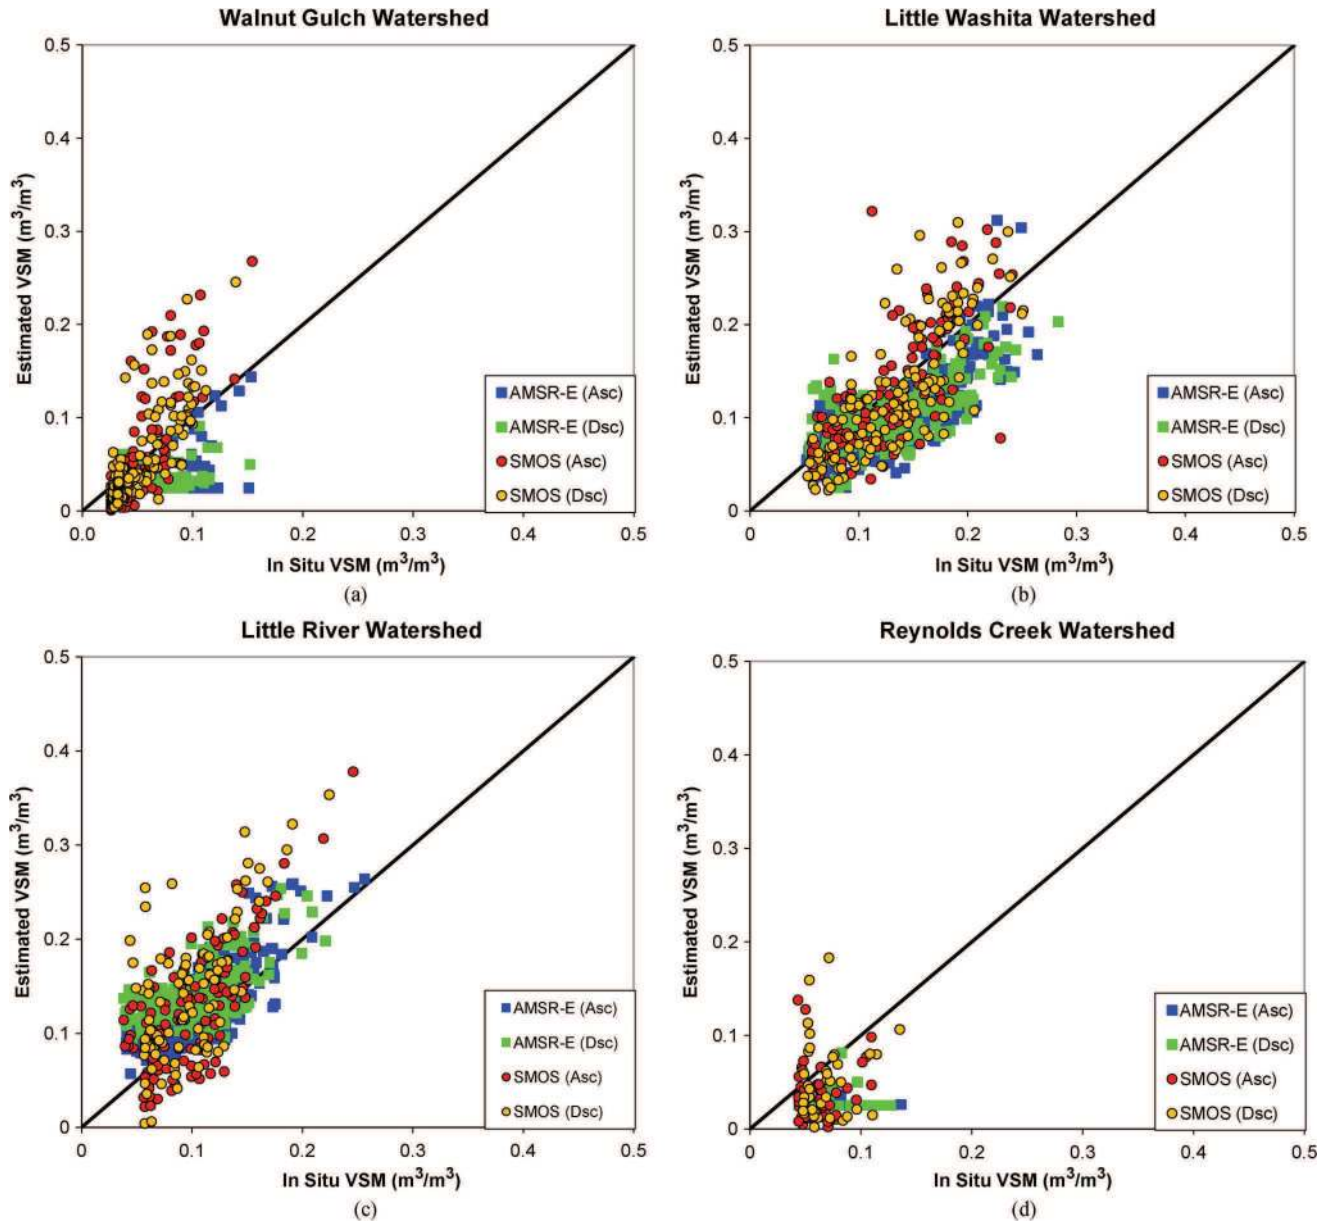 Walnut Gulch Watershed
0.5
0.4
0.3
0.2
0.1
0
Estimated VSM (m³/m³)
AMSR-E (Asc)
AMSR-E (Dsc)
SMOS (Asc)
SMOS (Dsc)
0.0 0.1 0.2 0.3 0.4 0.5
In Situ VSM (m³/m³)
(a)
Little Washita Watershed
0.5
0.4
0.3
0.2
0.1
0
Estimated VSM (m³/m³)
AMSR-E (Asc)
AMSR-E (Dsc)
SMOS (Asc)
SMOS (Dsc)
0 0.1 0.2 0.3 0.4 0.5
In Situ VSM (m³/m³)
(b)
Little River Watershed
0.5
0.4
0.3
0.2
0.1
0
Estimated VSM (m³/m³)
AMSR-E (Asc)
AMSR-E (Dsc)
SMOS (Asc)
SMOS (Dsc)
0 0.1 0.2 0.3 0.4 0.5
In Situ VSM (m³/m³)
(c)
Reynolds Creek Watershed
0.5
0.4
0.3
0.2
0.1
0
Estimated VSM (m³/m³)
AMSR-E (Asc)
AMSR-E (Dsc)
SMOS (Asc)
SMOS (Dsc)
0 0.1 0.2 0.3 0.4 0.5
In Situ VSM (m³/m³)
(d)